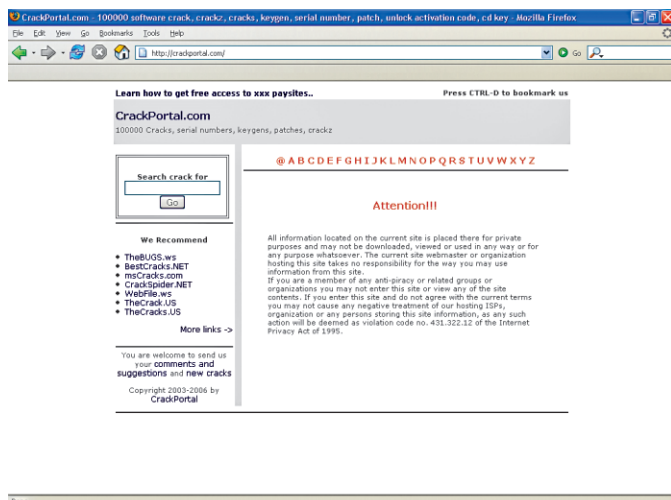 CrackPortal.com - 100000 software crack, crackz, cracks, keygen, serial number, patch, unlock activation code, cd key - Mozilla Firefox
File Edit View Go Bookmarks Tools Help
http://crackportal.com/ Go
Learn how to get free access to xxx paysites.. Press CTRL-D to bookmark us
CrackPortal.com
100000 Cracks, serial numbers, keygens, patches, crackz
@ A B C D E F G H I J K L M N O P Q R S T U V W X Y Z
Search crack for
Go
We Recommend
TheBUGS.ws
BestCracks.NET
msCracks.com
CrackSpider.NET
WebFile.ws
TheCrack.US
TheCracks.US
More links ->
You are welcome to send us
your comments and
suggestions and new cracks
Copyright 2003-2006 by
CrackPortal
Attention!!!
All information located on the current site is placed there for private
purposes and may not be downloaded, viewed or used in any way or for
any purpose whatsoever. The current site webmaster or organization
hosting this site takes no responsibility for the way you may use
information from this site.
If you are a member of any anti-piracy or related groups or
organizations you may not enter this site or view any of the site
contents. If you enter this site and do not agree with the current terms
you may not cause any negative treatment of our hosting ISPs,
organization or any persons storing this site information, as any such
action will be deemed as violation code no. 431.322.12 of the Internet
Privacy Act of 1995.